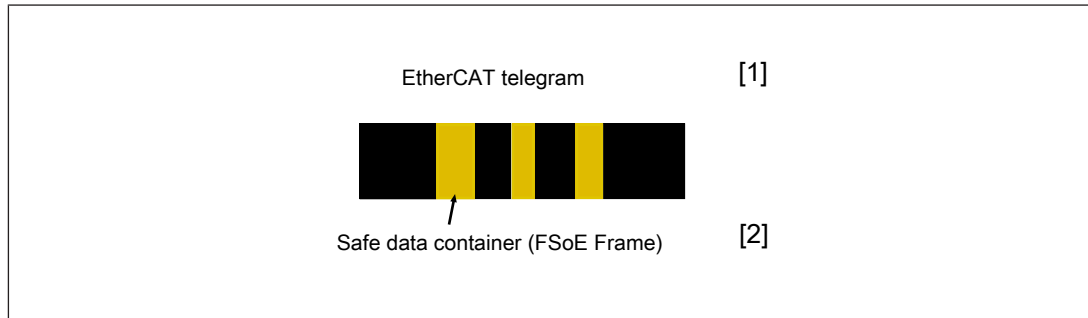 EtherCAT telegram [1]
Safe data container (FSoE Frame) [2]